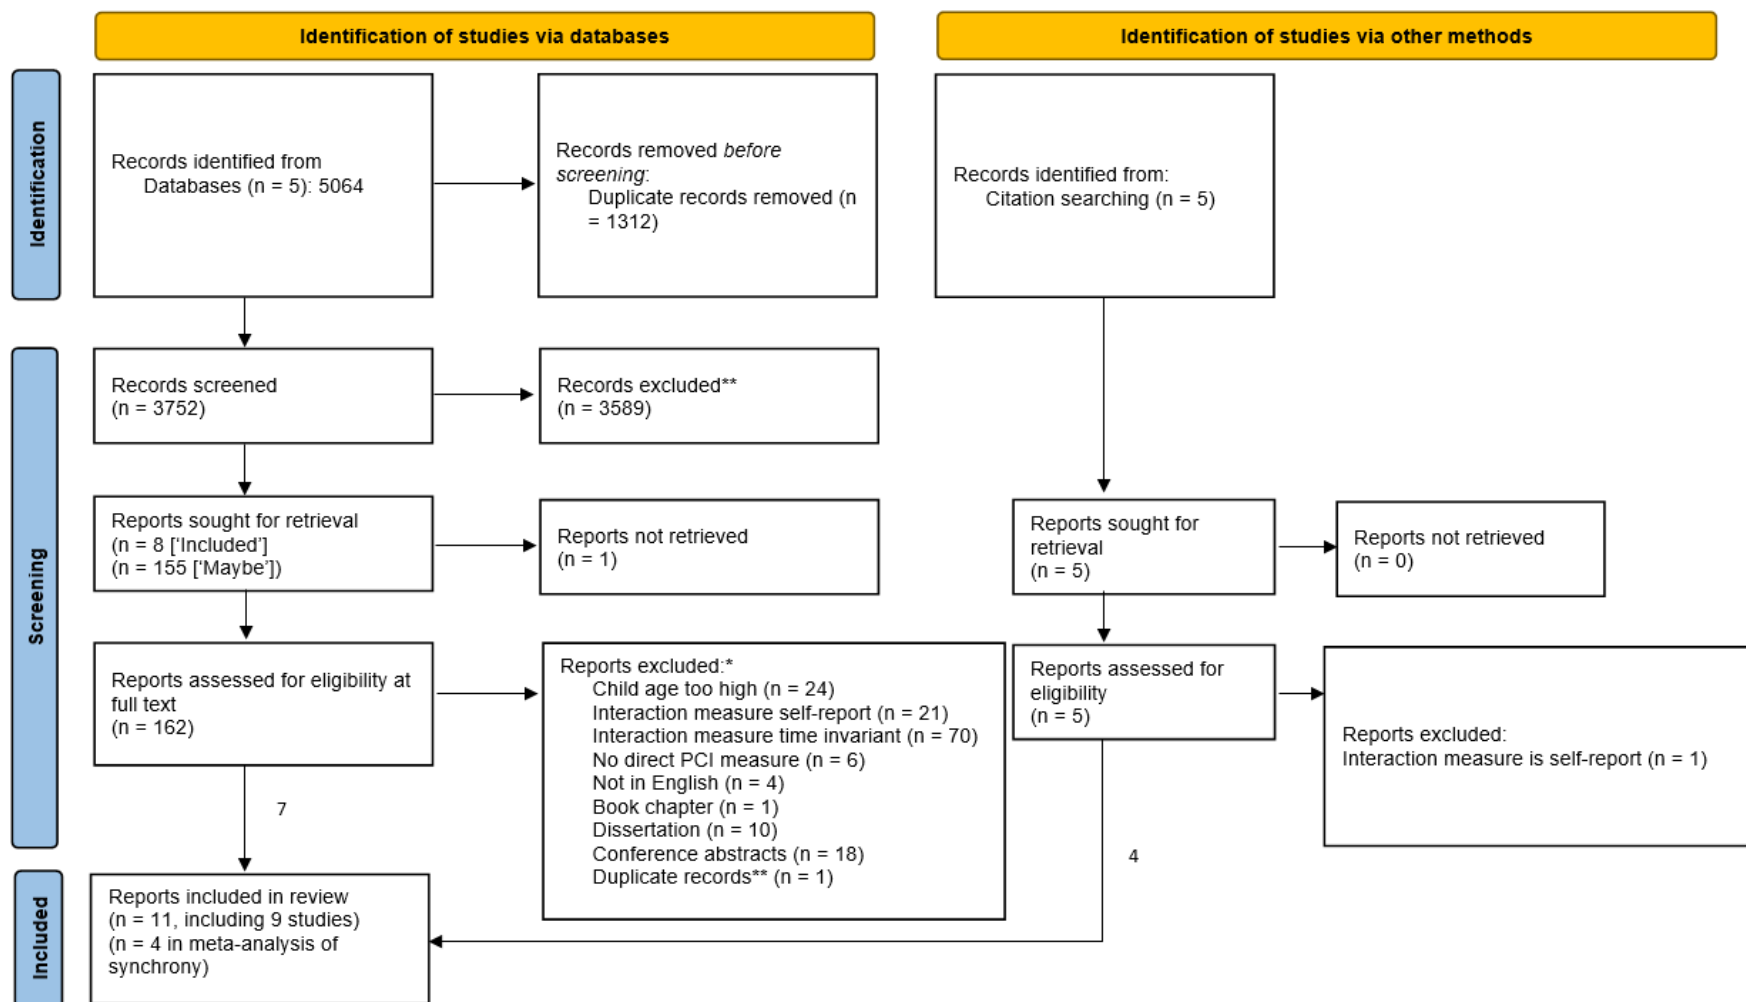 Identification of studies via databases
Identification of studies via other methods
Identification
Records identified from
Databases (n = 5): 5064
Records removed before
screening:
Duplicate records removed (n
= 1312)
Records identified from:
Citation searching (n = 5)
Screening
Records screened
(n = 3752)
Records excluded**
(n = 3589)
Reports sought for retrieval
(n = 8 [‘Included’]
(n = 155 [‘Maybe’])
Reports not retrieved
(n = 1)
Reports sought for
retrieval
(n = 5)
Reports not retrieved
(n = 0)
Reports assessed for eligibility at
full text
(n = 162)
Reports excluded:*
Child age too high (n = 24)
Interaction measure self-report (n = 21)
Interaction measure time invariant (n = 70)
No direct PCI measure (n = 6)
Not in English (n = 4)
Book chapter (n = 1)
Dissertation (n = 10)
Conference abstracts (n = 18)
Duplicate records** (n = 1)
Reports assessed for
eligibility
(n = 5)
Reports excluded:
Interaction measure is self-report (n = 1)
7
4
Included
Reports included in review
(n = 11, including 9 studies)
(n = 4 in meta-analysis of
synchrony)